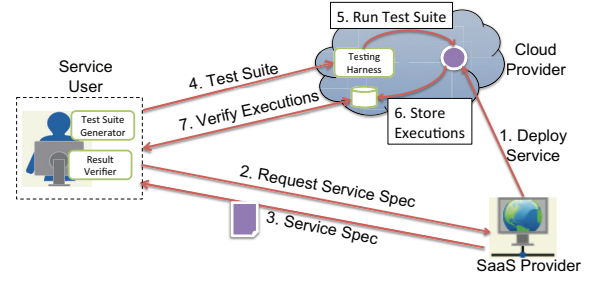 5. Run Test Suite
Cloud
Provider
Testing
Harness
Service
User
4. Test Suite
Test Suite
Generator
7. Verify Executions
6. Store
Executions
1. Deploy
Service
Result
Verifier
2. Request Service Spec
3. Service Spec
SaaS Provider